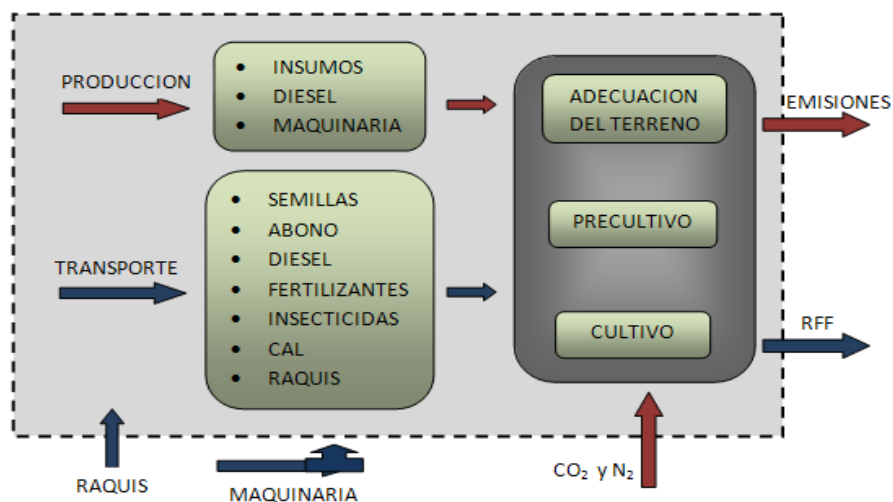 PRODUCCION
• INSUMOS
• DIESEL
• MAQUINARIA
ADECUACION
DEL TERRENO
EMISIONES
TRANSPORTE
• SEMILLAS
• ABONO
• DIESEL
• FERTILIZANTES
• INSECTICIDAS
• CAL
• RAQUIS
PRECULTIVO
CULTIVO
RFF
RAQUIS
MAQUINARIA
CO₂ y N₂